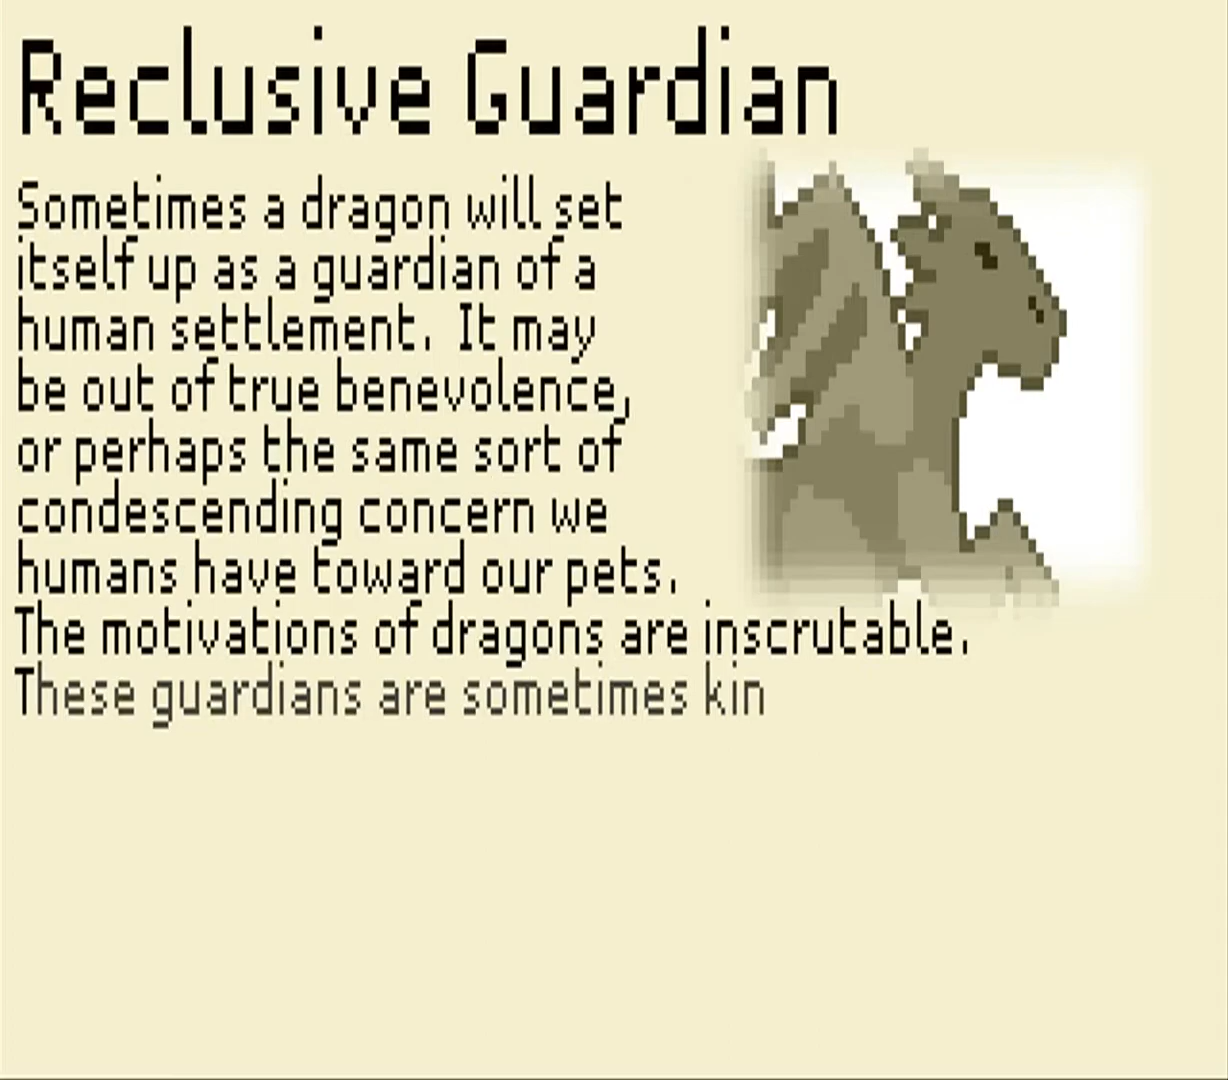 Reclusive Guardian
Sometimes a dragon will set
itself up as a guardian of a
human settlement. It may
be out of true benevolence,
or perhaps the same sort of
condescending concern we
humans have toward our pets.
The motivations of dragons are inscrutable.
These guardians are sometimes kin